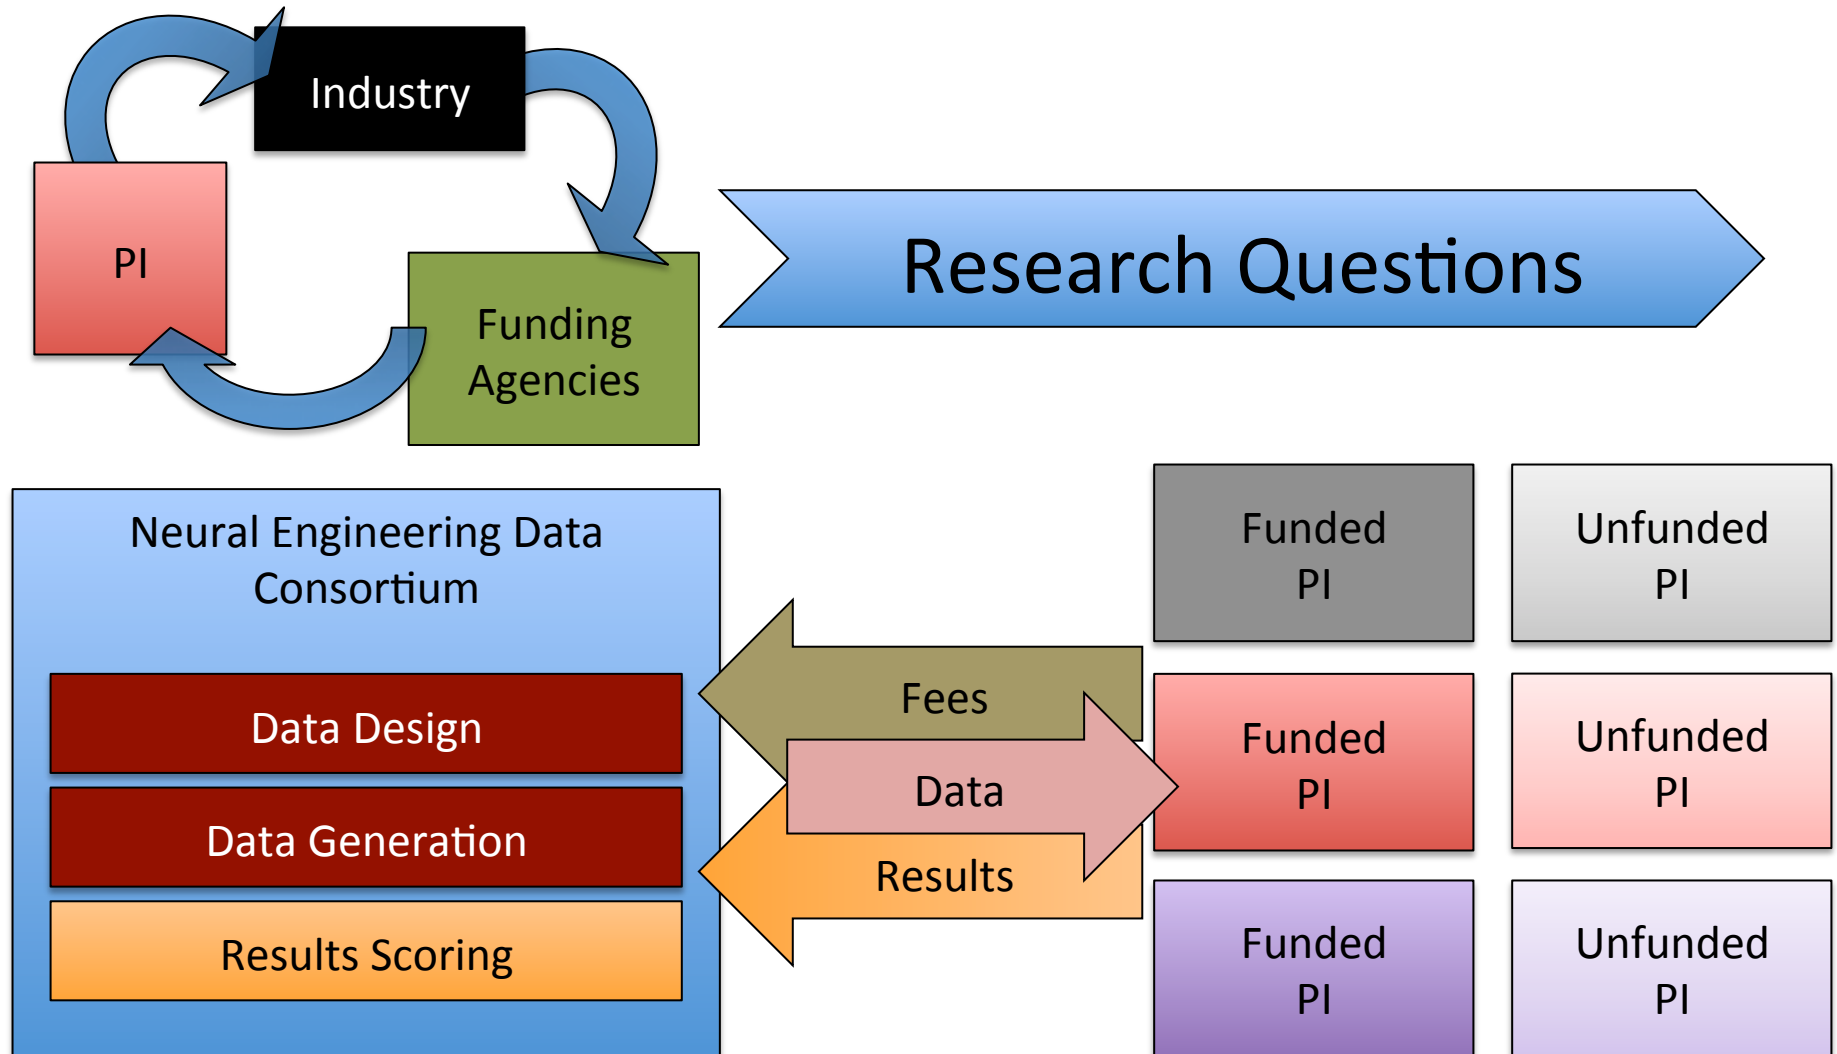 Industry
PI
Funding
Agencies
Research Questions
Neural Engineering Data
Consortium
Data Design
Data Generation
Results Scoring
Fees
Data
Results
Funded
PI
Unfunded
PI
Funded
PI
Unfunded
PI
Funded
PI
Unfunded
PI